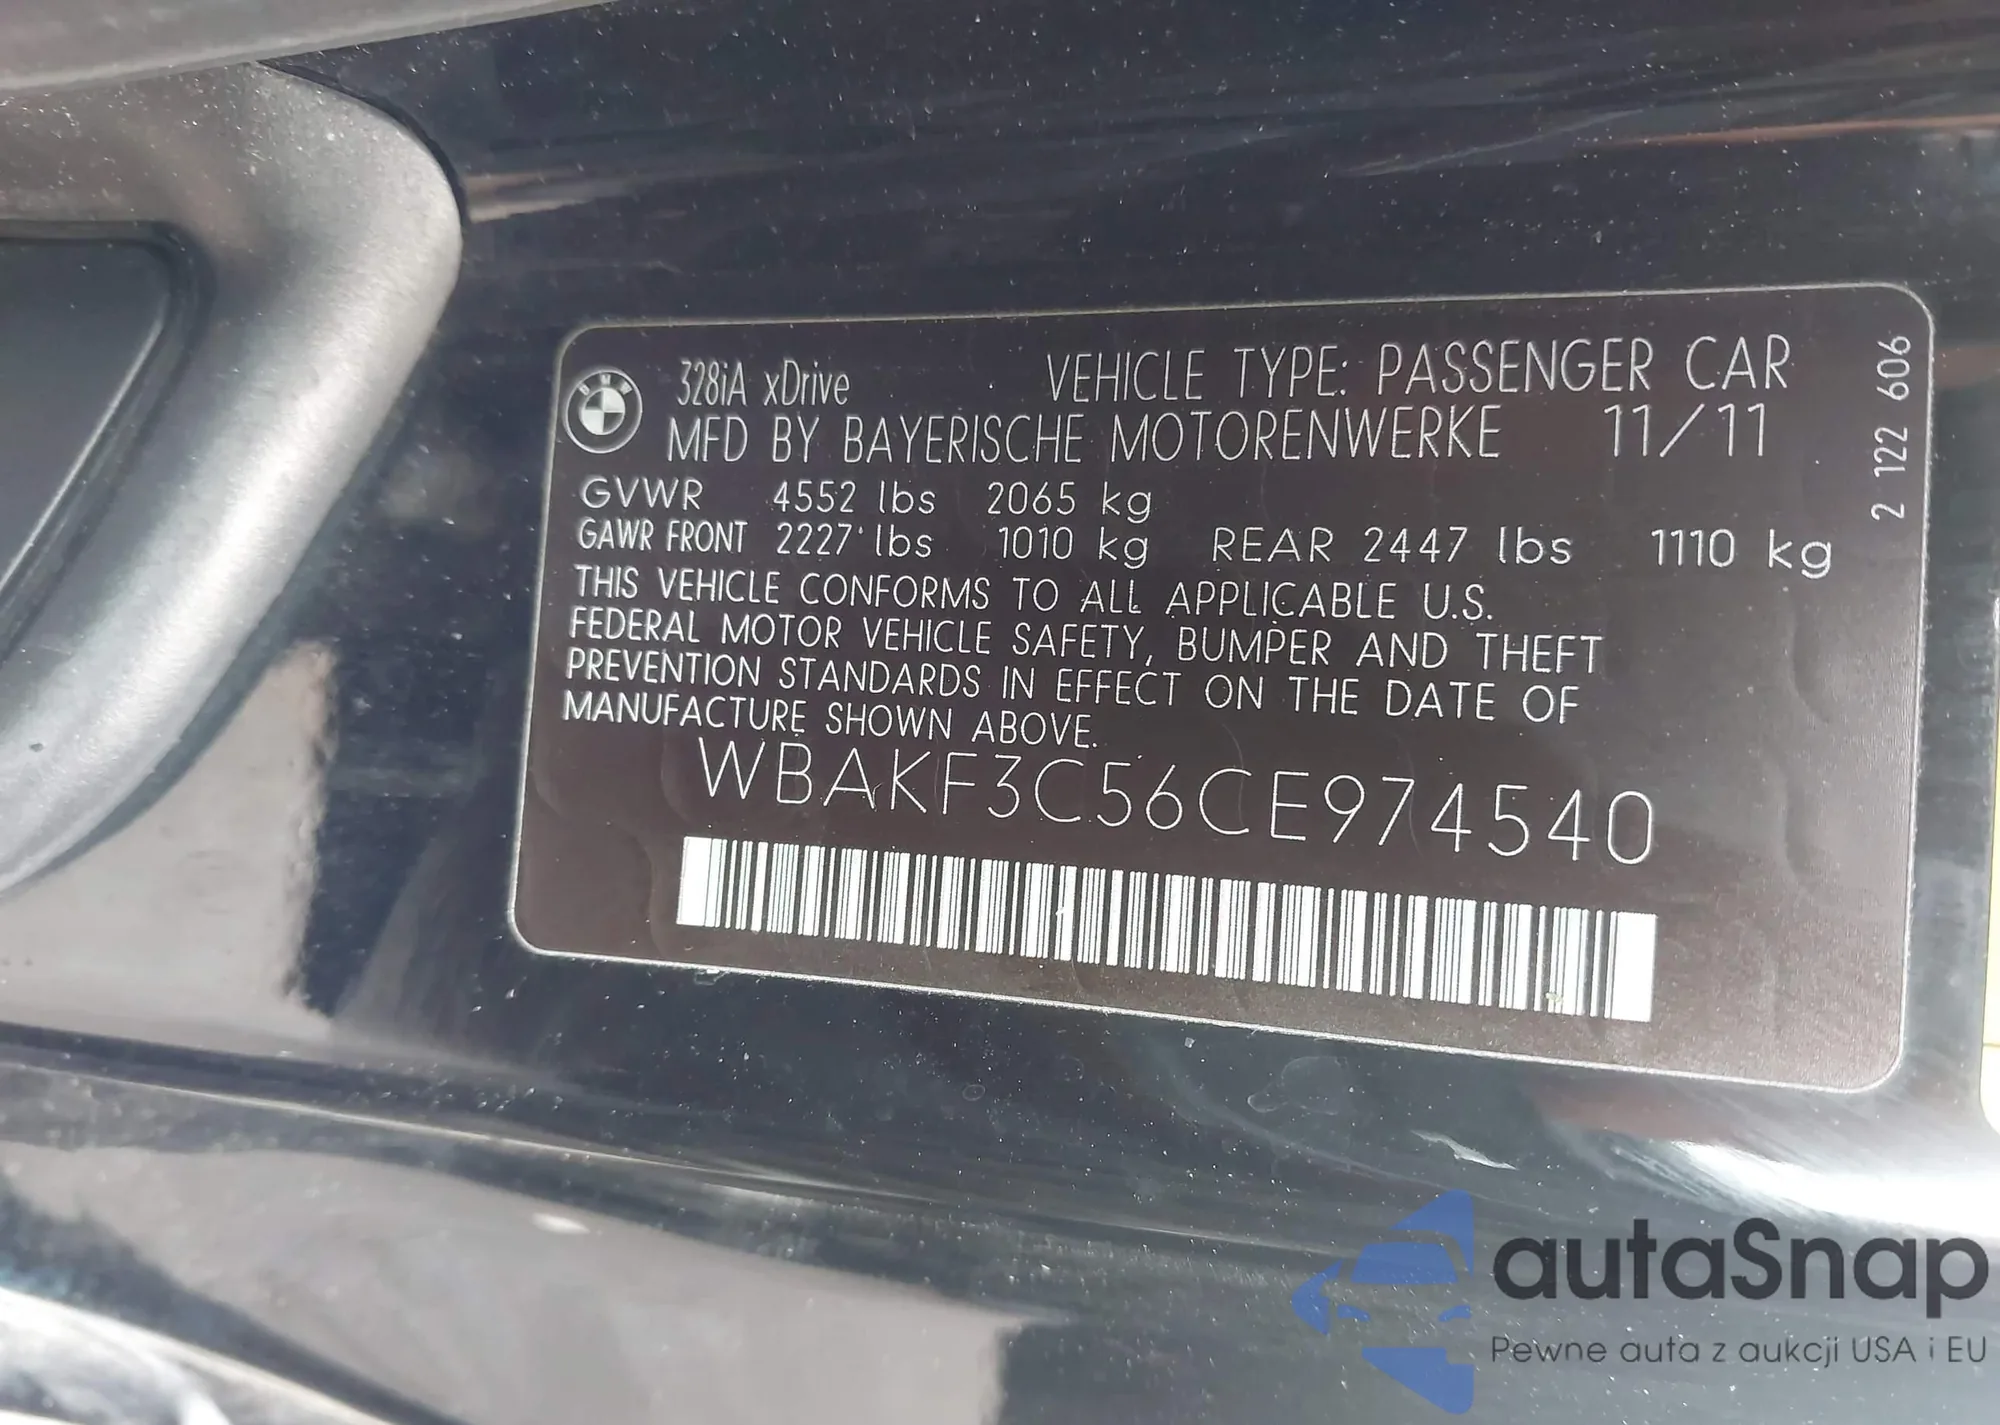 BMW
328iA xDrive VEHICLE TYPE: PASSENGER CAR
MFD BY BAYERISCHE MOTORENWERKE 11/11
GVWR 4552 lbs 2065 kg
GAWR FRONT 2227 lbs 1010 kg REAR 2447 lbs 1110 kg
THIS VEHICLE CONFORMS TO ALL APPLICABLE U.S.
FEDERAL MOTOR VEHICLE SAFETY, BUMPER AND THEFT
PREVENTION STANDARDS IN EFFECT ON THE DATE OF
MANUFACTURE SHOWN ABOVE.
WBAKF3C56CE974540
2 122 606
autaSnap
Pewne auta z aukcji USA i EU